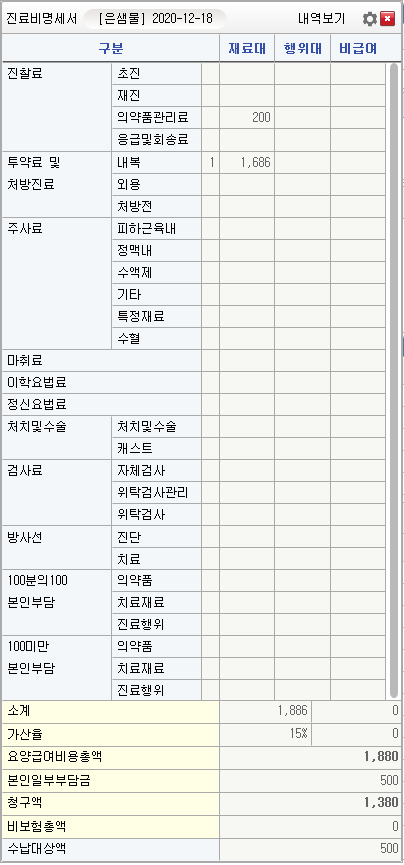 진료비명세서 [은샘물] 2020-12-18 내역보기
구분 재료대 행위대 비급여
진찰료 초진
재진
의약품관리료 200
응급및회송료
투약료 및 내복 1 1,686
처방진료 외용
처방전
주사료 피하근육내
정맥내
수액제
기타
특정재료
수혈
마취료
이학요법료
정신요법료
처치및수술 처치및수술
캐스트
검사료 자체검사
위탁검사관리
위탁검사
방사선 진단
치료
100분의100 의약품
본인부담 치료재료
진료행위
100미만 의약품
본인부담 치료재료
진료행위
소계 1,886 0
가산율 15% 0
요양급여비용총액 1,880
본인일부부담금 500
청구액 1,380
비보험총액 0
수납대상액 500